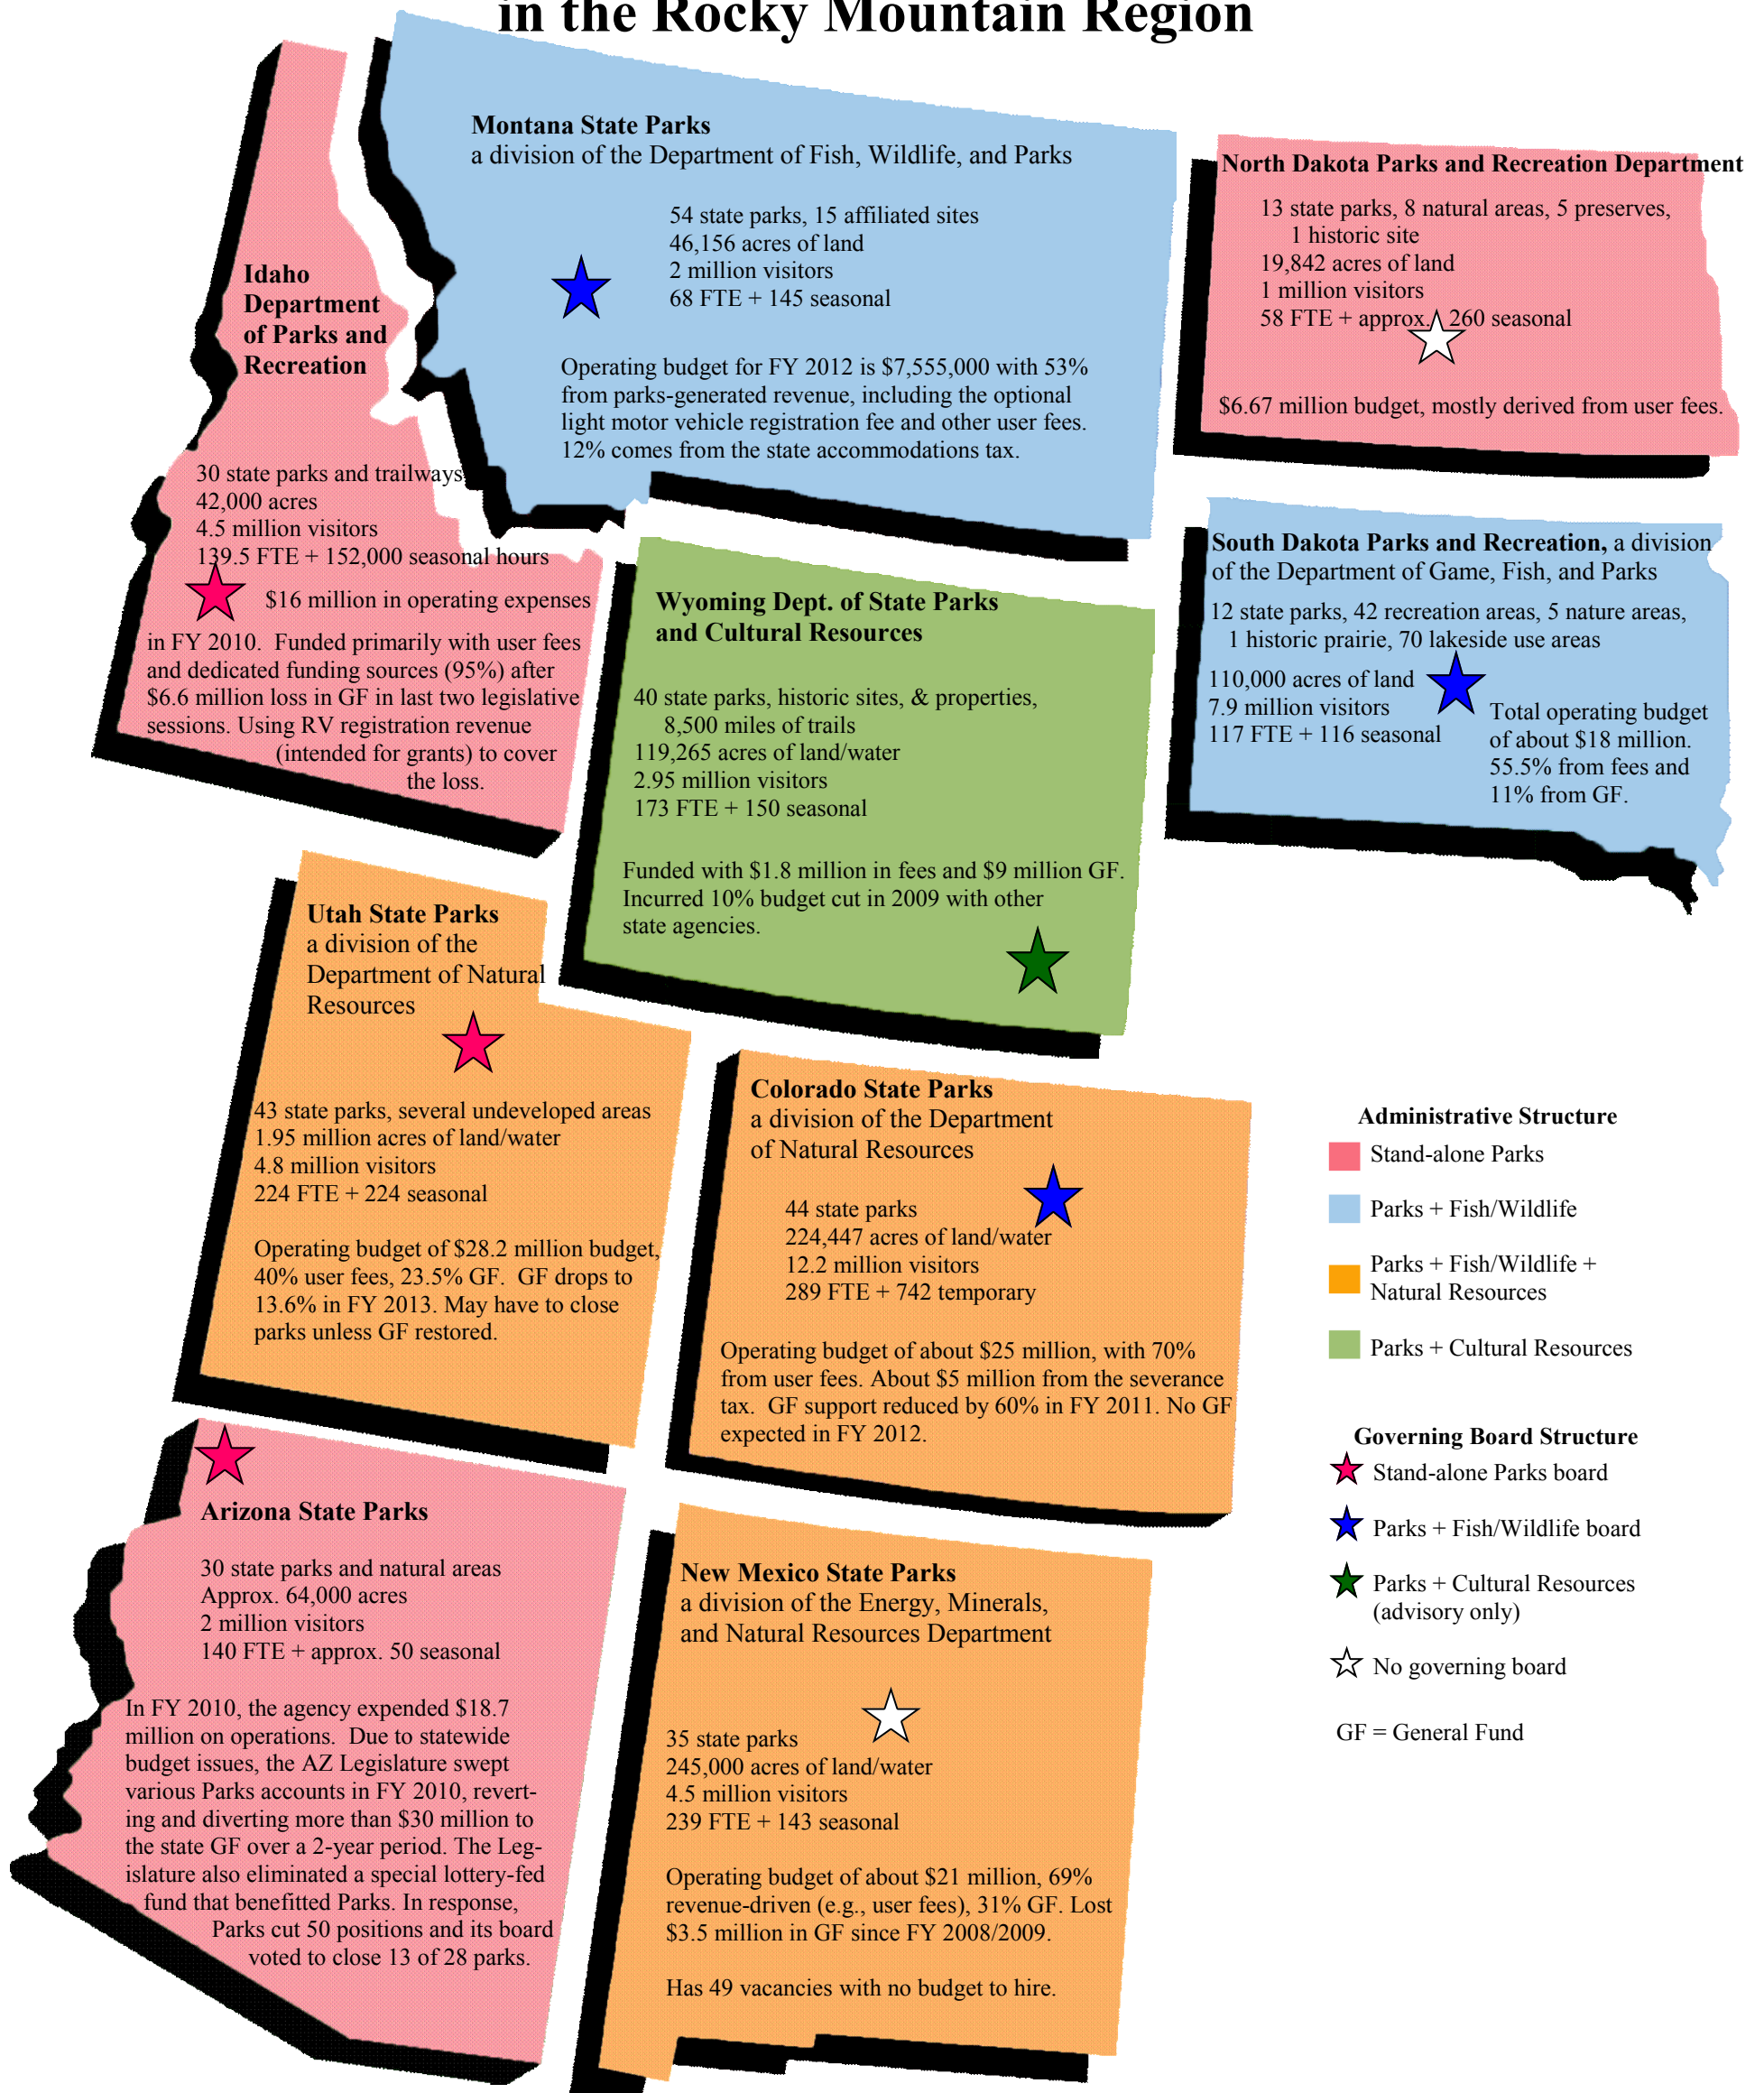 in the Rocky Mountain Region
Montana State Parks
a division of the Department of Fish, Wildlife, and Parks
54 state parks, 15 affiliated sites
46,156 acres of land
2 million visitors
68 FTE + 145 seasonal
Operating budget for FY 2012 is $7,555,000 with 53%
from parks-generated revenue, including the optional
light motor vehicle registration fee and other user fees.
12% comes from the state accommodations tax.
North Dakota Parks and Recreation Department
13 state parks, 8 natural areas, 5 preserves,
1 historic site
19,842 acres of land
1 million visitors
58 FTE + approx. 260 seasonal
$6.67 million budget, mostly derived from user fees.
Idaho
Department
of Parks and
Recreation
30 state parks and trailways
42,000 acres
4.5 million visitors
139.5 FTE + 152,000 seasonal hours
$16 million in operating expenses
in FY 2010. Funded primarily with user fees
and dedicated funding sources (95%) after
$6.6 million loss in GF in last two legislative
sessions. Using RV registration revenue
(intended for grants) to cover
the loss.
South Dakota Parks and Recreation, a division
of the Department of Game, Fish, and Parks
12 state parks, 42 recreation areas, 5 nature areas,
1 historic prairie, 70 lakeside use areas
110,000 acres of land
7.9 million visitors
117 FTE + 116 seasonal
Total operating budget
of about $18 million.
55.5% from fees and
11% from GF.
Wyoming Dept. of State Parks
and Cultural Resources
40 state parks, historic sites, & properties,
8,500 miles of trails
119,265 acres of land/water
2.95 million visitors
173 FTE + 150 seasonal
Funded with $1.8 million in fees and $9 million GF.
Incurred 10% budget cut in 2009 with other
state agencies.
Utah State Parks
a division of the
Department of Natural
Resources
43 state parks, several undeveloped areas
1.95 million acres of land/water
4.8 million visitors
224 FTE + 224 seasonal
Operating budget of $28.2 million budget,
40% user fees, 23.5% GF. GF drops to
13.6% in FY 2013. May have to close
parks unless GF restored.
Colorado State Parks
a division of the Department
of Natural Resources
44 state parks
224,447 acres of land/water
12.2 million visitors
289 FTE + 742 temporary
Operating budget of about $25 million, with 70%
from user fees. About $5 million from the severance
tax. GF support reduced by 60% in FY 2011. No GF
expected in FY 2012.
Administrative Structure
Stand-alone Parks
Parks + Fish/Wildlife
Parks + Fish/Wildlife +
Natural Resources
Parks + Cultural Resources
Governing Board Structure
Stand-alone Parks board
Parks + Fish/Wildlife board
Parks + Cultural Resources
(advisory only)
No governing board
GF = General Fund
Arizona State Parks
30 state parks and natural areas
Approx. 64,000 acres
2 million visitors
140 FTE + approx. 50 seasonal
In FY 2010, the agency expended $18.7
million on operations. Due to statewide
budget issues, the AZ Legislature swept
various Parks accounts in FY 2010, revert-
ing and diverting more than $30 million to
the state GF over a 2-year period. The Leg-
islature also eliminated a special lottery-fed
fund that benefitted Parks. In response,
Parks cut 50 positions and its board
voted to close 13 of 28 parks.
New Mexico State Parks
a division of the Energy, Minerals,
and Natural Resources Department
35 state parks
245,000 acres of land/water
4.5 million visitors
239 FTE + 143 seasonal
Operating budget of about $21 million, 69%
revenue-driven (e.g., user fees), 31% GF. Lost
$3.5 million in GF since FY 2008/2009.
Has 49 vacancies with no budget to hire.